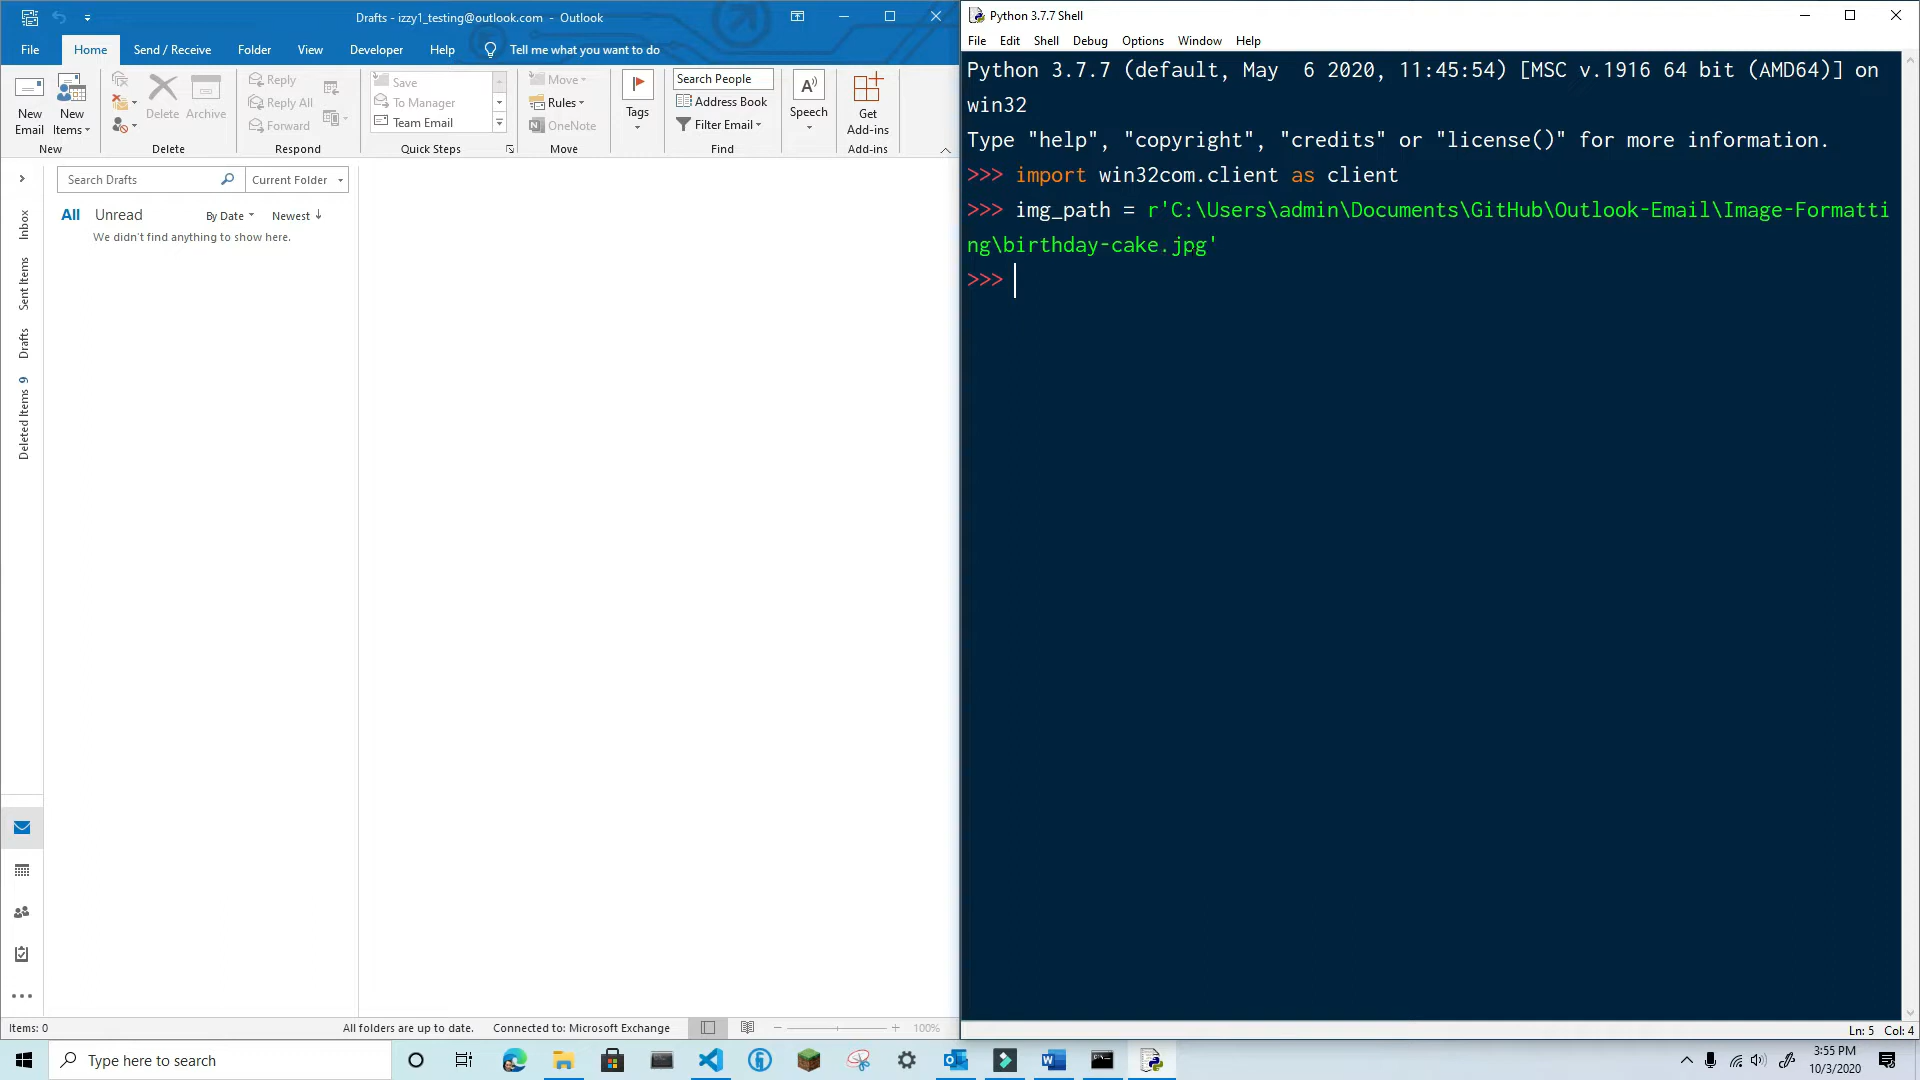 Drafts - izzy1_testing@outlook.com - Outlook
File Home Send / Receive Folder View Developer Help Tell me what you want to do
New Email
New Items
New
Delete
Archive
Delete
Reply
Reply All
Forward
Respond
Save
To Manager
Team Email
Quick Steps
Move
Rules
OneNote
Move
Tags
Search People
Address Book
Filter Email
Find
Speech
Get Add-ins
Add-ins
Search Drafts
Current Folder
All Unread By Date Newest
We didn't find anything to show here.
Inbox
Sent Items
Drafts
Deleted Items 9
Items: 0
All folders are up to date. Connected to: Microsoft Exchange 100%
Python 3.7.7 Shell
File Edit Shell Debug Options Window Help
Python 3.7.7 (default, May  6 2020, 11:45:54) [MSC v.1916 64 bit (AMD64)] on
win32
Type "help", "copyright", "credits" or "license()" for more information.
>>> import win32com.client as client
>>> img_path = r'C:\Users\admin\Documents\GitHub\Outlook-Email\Image-Formatti
ng\birthday-cake.jpg'
>>>
Ln: 5 Col: 4
Type here to search
3:55 PM
10/3/2020